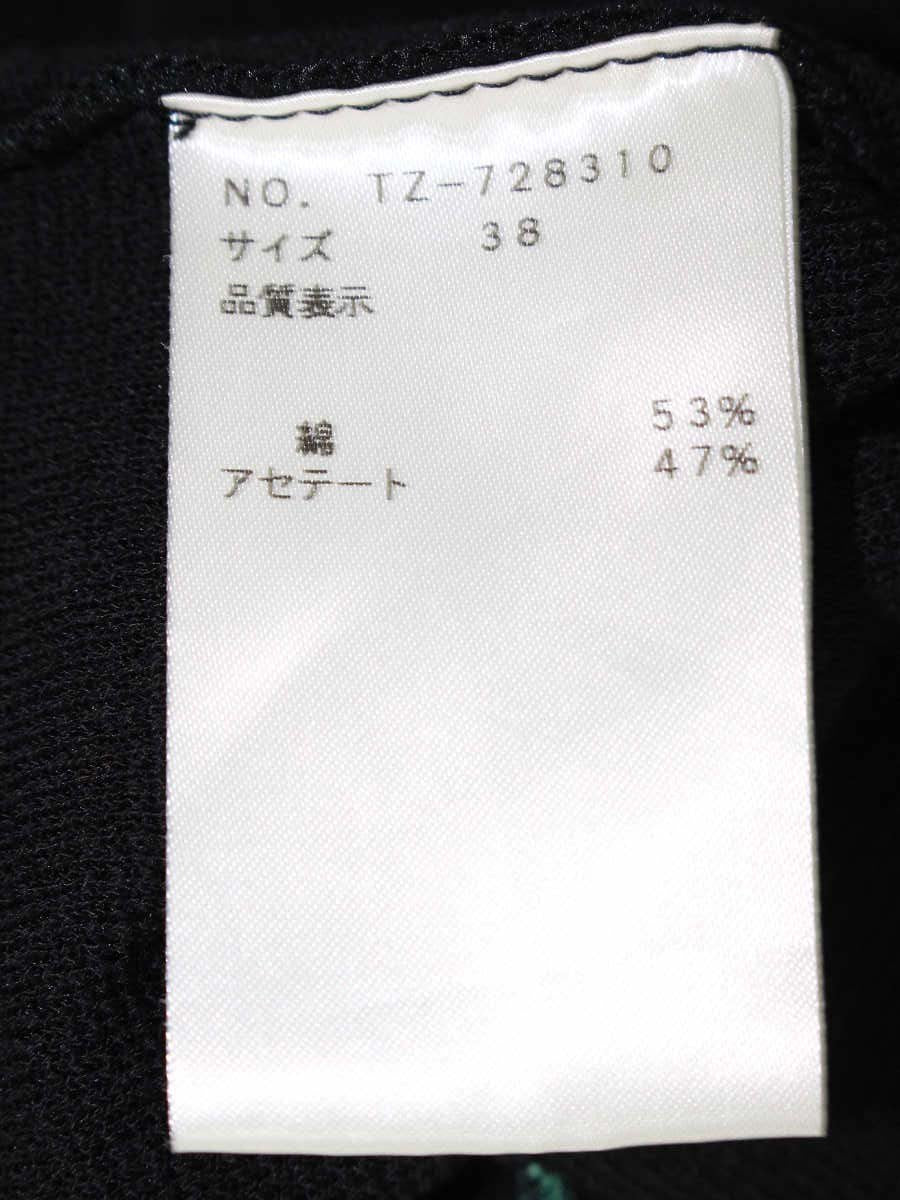 NO. TZ-728310
サイズ 38
品質表示
綿 53%
アセテート 47%